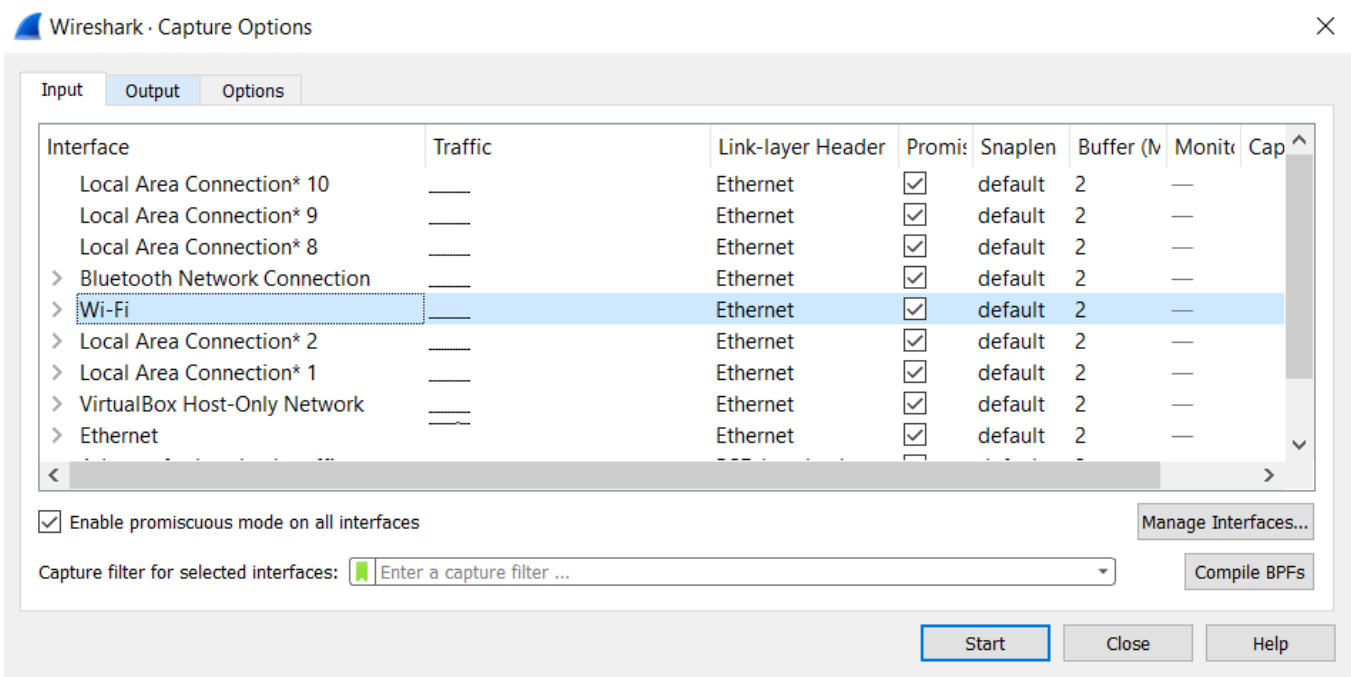 Wireshark · Capture Options
Input Output Options
Interface Traffic Link-layer Header Promis Snaplen Buffer (M Monito Cap
Local Area Connection* 10 Ethernet default 2 —
Local Area Connection* 9 Ethernet default 2 —
Local Area Connection* 8 Ethernet default 2 —
Bluetooth Network Connection Ethernet default 2 —
Wi-Fi Ethernet default 2 —
Local Area Connection* 2 Ethernet default 2 —
Local Area Connection* 1 Ethernet default 2 —
VirtualBox Host-Only Network Ethernet default 2 —
Ethernet Ethernet default 2 —
Enable promiscuous mode on all interfaces
Manage Interfaces...
Capture filter for selected interfaces: Enter a capture filter ...
Compile BPFs
Start Close Help